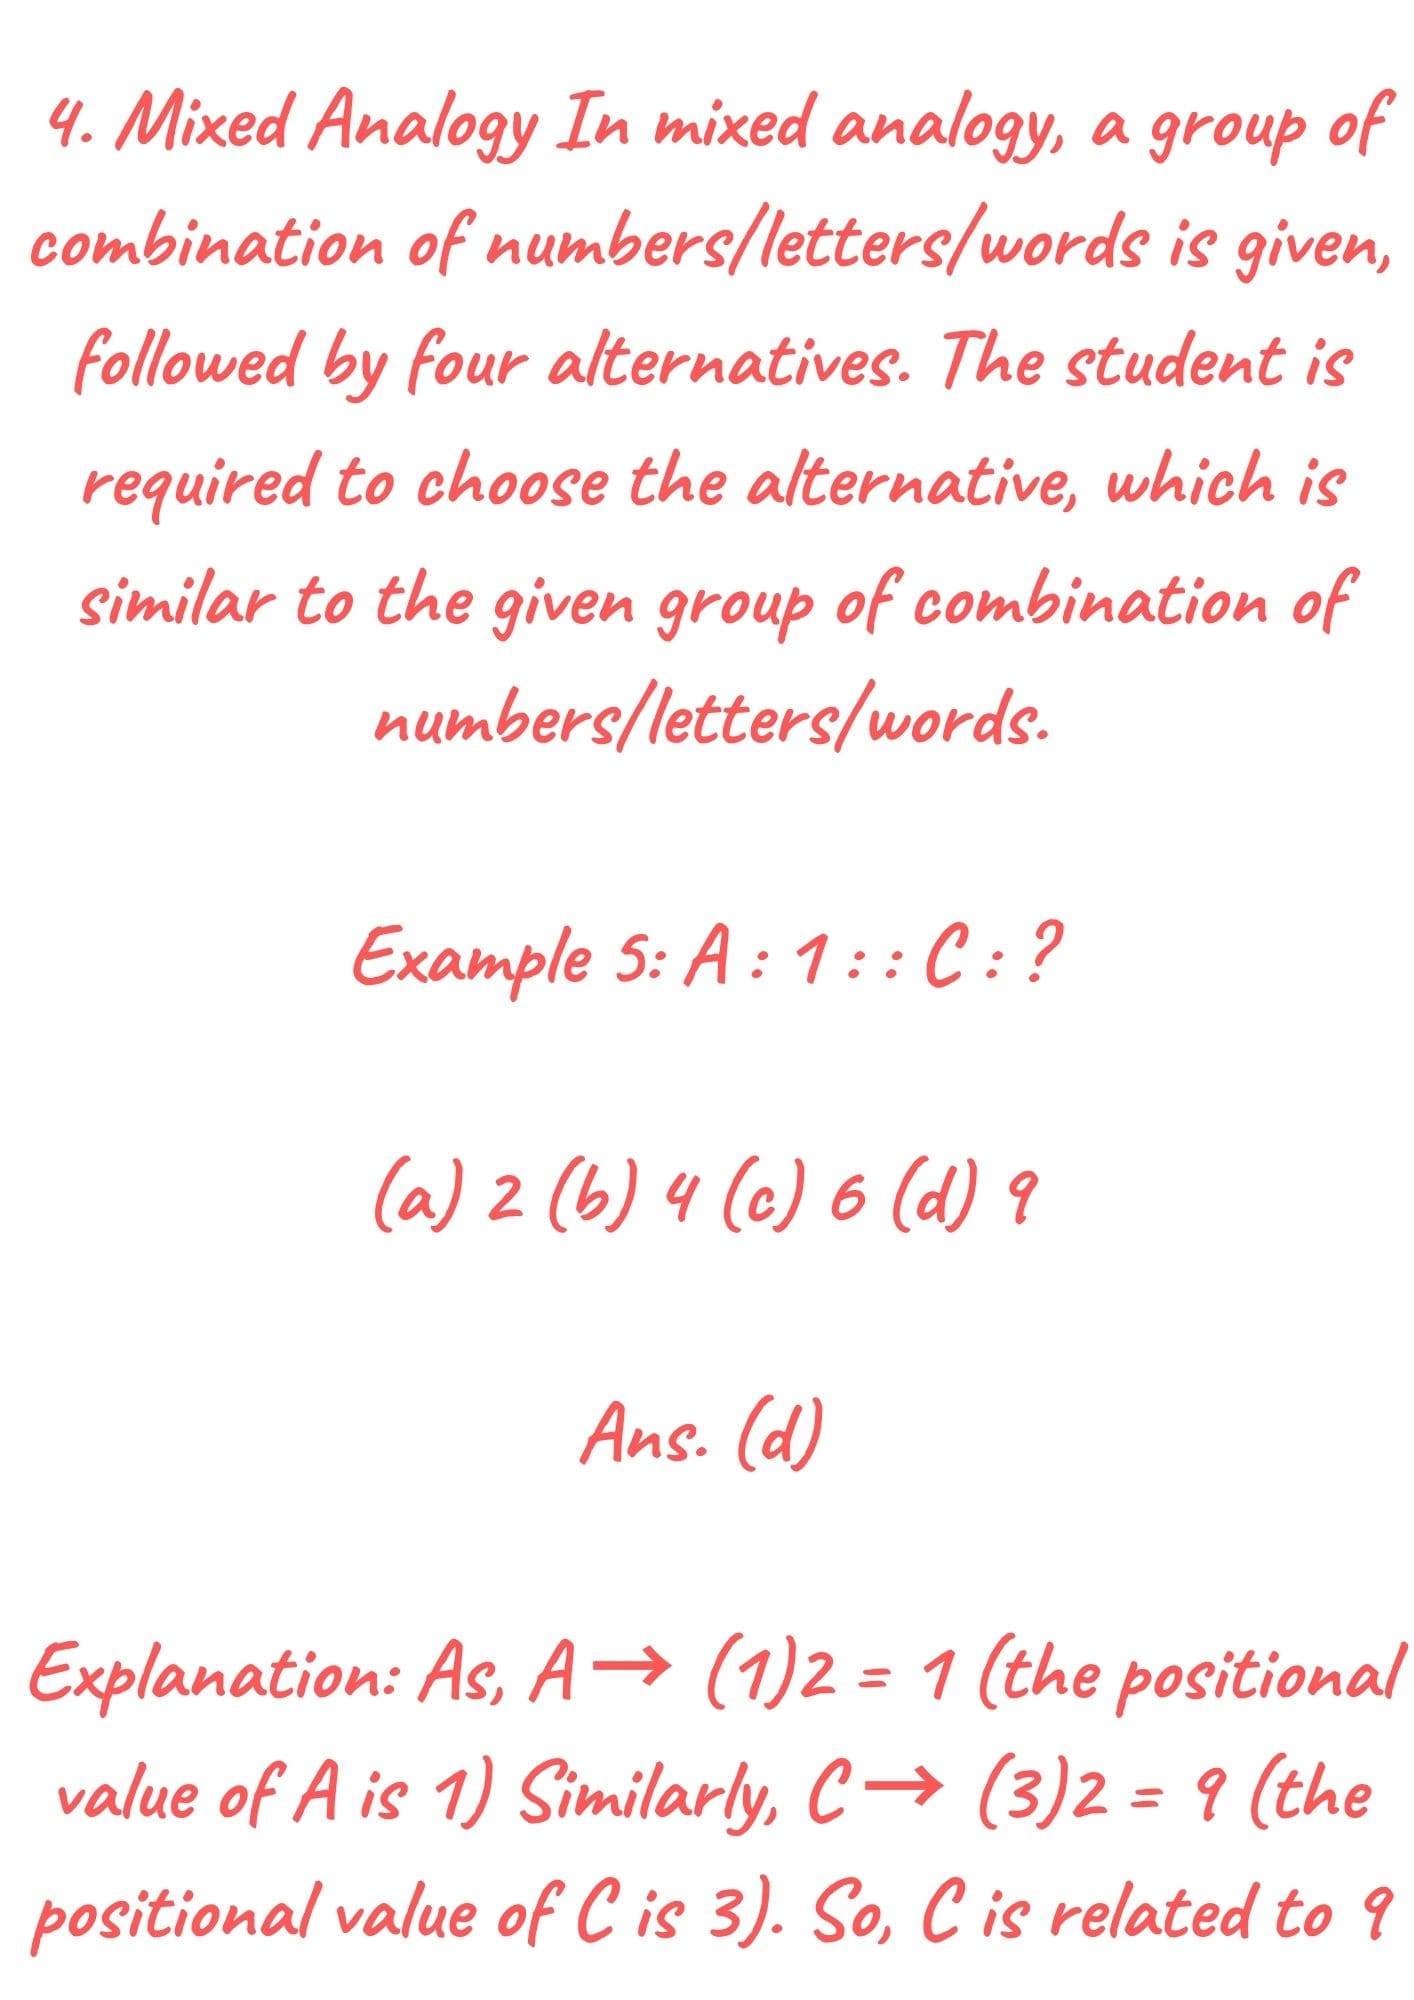 4. Mixed Analogy In mixed analogy, a group of
combination of numbers/letters/words is given,
followed by four alternatives. The student is
required to choose the alternative, which is
similar to the given group of combination of
numbers/letters/words.
Example 5: A : 1 : : C : ?
(a) 2 (b) 4 (c) 6 (d) 9
Ans. (d)
Explanation: As, A→ (1)2 = 1 (the positional
value of A is 1) Similarly, C→ (3)2 = 9 (the
positional value of C is 3). So, C is related to 9